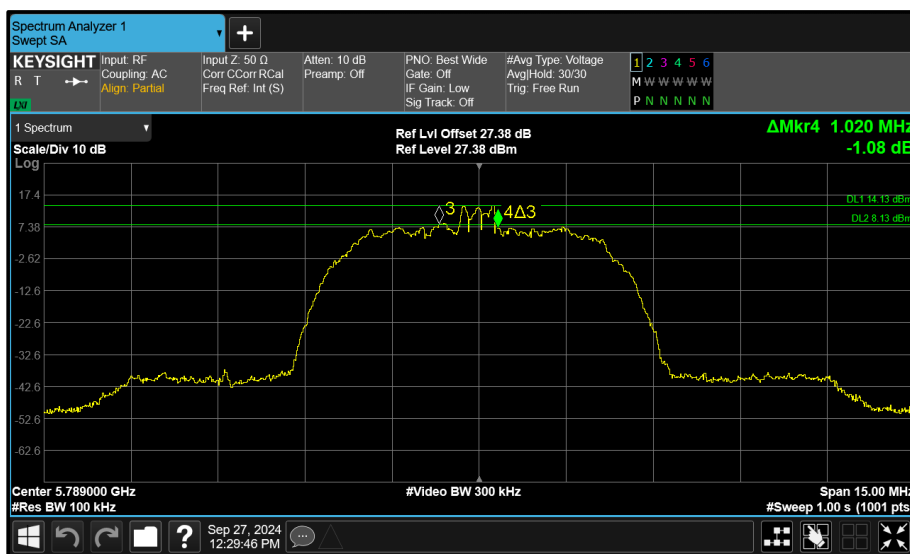 Spectrum Analyzer 1
Swept SA
KEYSIGHT
R T
LXI
Input: RF
Coupling: AC
Align: Partial
Input Z: 50 Ω
Corr CCorr RCal
Freq Ref: Int (S)
Atten: 10 dB
Preamp: Off
PNO: Best Wide
Gate: Off
IF Gain: Low
Sig Track: Off
#Avg Type: Voltage
Avg|Hold: 30/30
Trig: Free Run
1 2 3 4 5 6
M W W W W W
P N N N N N
1 Spectrum
Scale/Div 10 dB
Log
Ref Lvl Offset 27.38 dB
Ref Level 27.38 dBm
ΔMkr4 1.020 MHz
-1.08 dB
17.4
7.38
-2.62
-12.6
-22.6
-32.6
-42.6
-52.6
-62.6
3
4Δ3
DL1 14.13 dBm
DL2 8.13 dBm
Center 5.789000 GHz
#Res BW 100 kHz
#Video BW 300 kHz
Span 15.00 MHz
#Sweep 1.00 s (1001 pts
?
Sep 27, 2024
12:29:46 PM